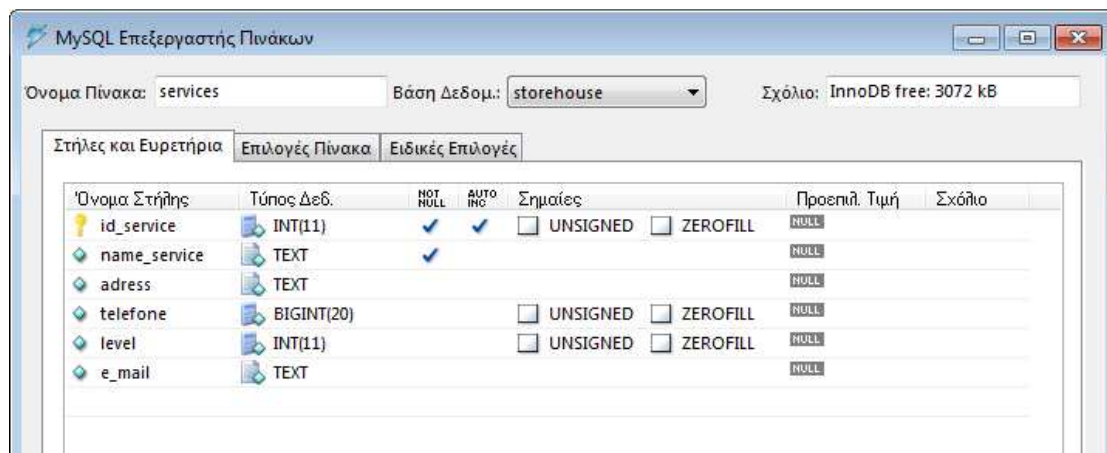 MySQL Επεξεργαστής Πινάκων
Όνομα Πίνακα: services Βάση Δεδομ.: storehouse Σχόλιο: InnoDB free: 3072 kB
Στήλες και Ευρετήρια Επιλογές Πίνακα Ειδικές Επιλογές
Όνομα Στήλης Τύπος Δεδ. NOT NULL AUTO INC Σημαίες Προεπιλ. Τιμή Σχόλιο
id_service INT(11) UNSIGNED ZEROFILL NULL
name_service TEXT NULL
adress TEXT NULL
telefone BIGINT(20) UNSIGNED ZEROFILL NULL
level INT(11) UNSIGNED ZEROFILL NULL
e_mail TEXT NULL